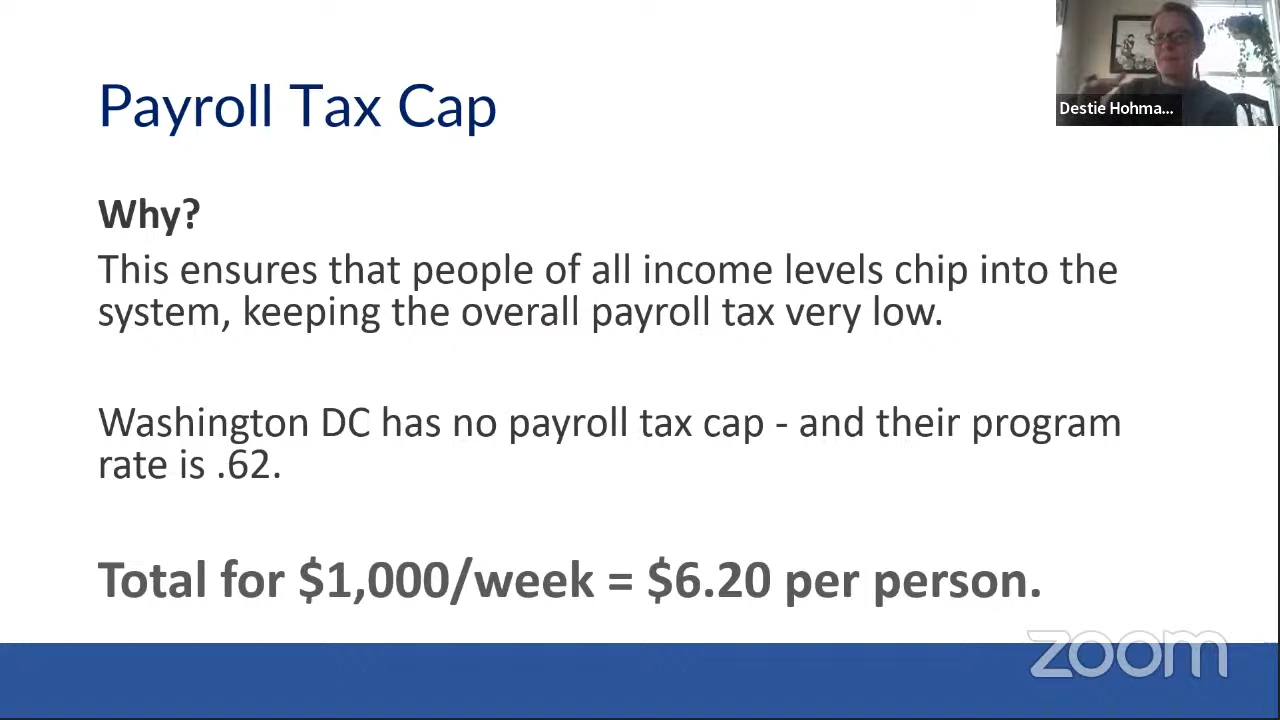 Payroll Tax Cap
Destie Hohma...
Why?
This ensures that people of all income levels chip into the
system, keeping the overall payroll tax very low.
Washington DC has no payroll tax cap - and their program
rate is .62.
Total for $1,000/week = $6.20 per person.
zoom